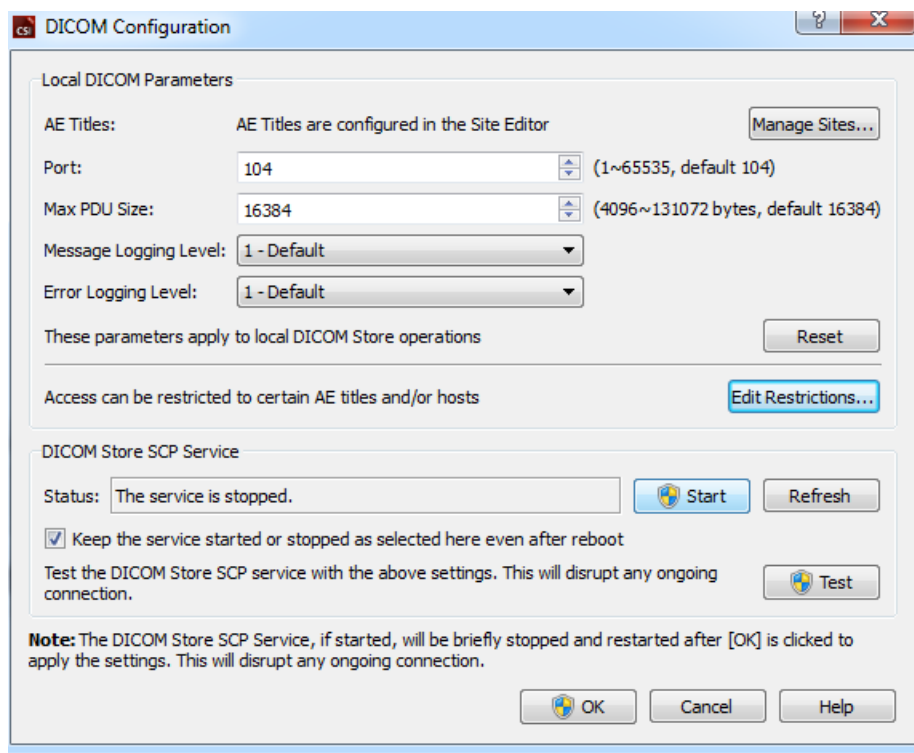 CSi DICOM Configuration ? X
Local DICOM Parameters
AE Titles: AE Titles are configured in the Site Editor Manage Sites...
Port: 104 (1~65535, default 104)
Max PDU Size: 16384 (4096~131072 bytes, default 16384)
Message Logging Level: 1 - Default
Error Logging Level: 1 - Default
These parameters apply to local DICOM Store operations Reset
Access can be restricted to certain AE titles and/or hosts Edit Restrictions...
DICOM Store SCP Service
Status: The service is stopped. Start Refresh
Keep the service started or stopped as selected here even after reboot
Test the DICOM Store SCP service with the above settings. This will disrupt any ongoing
connection. Test
Note: The DICOM Store SCP Service, if started, will be briefly stopped and restarted after [OK] is clicked to
apply the settings. This will disrupt any ongoing connection.
OK Cancel Help